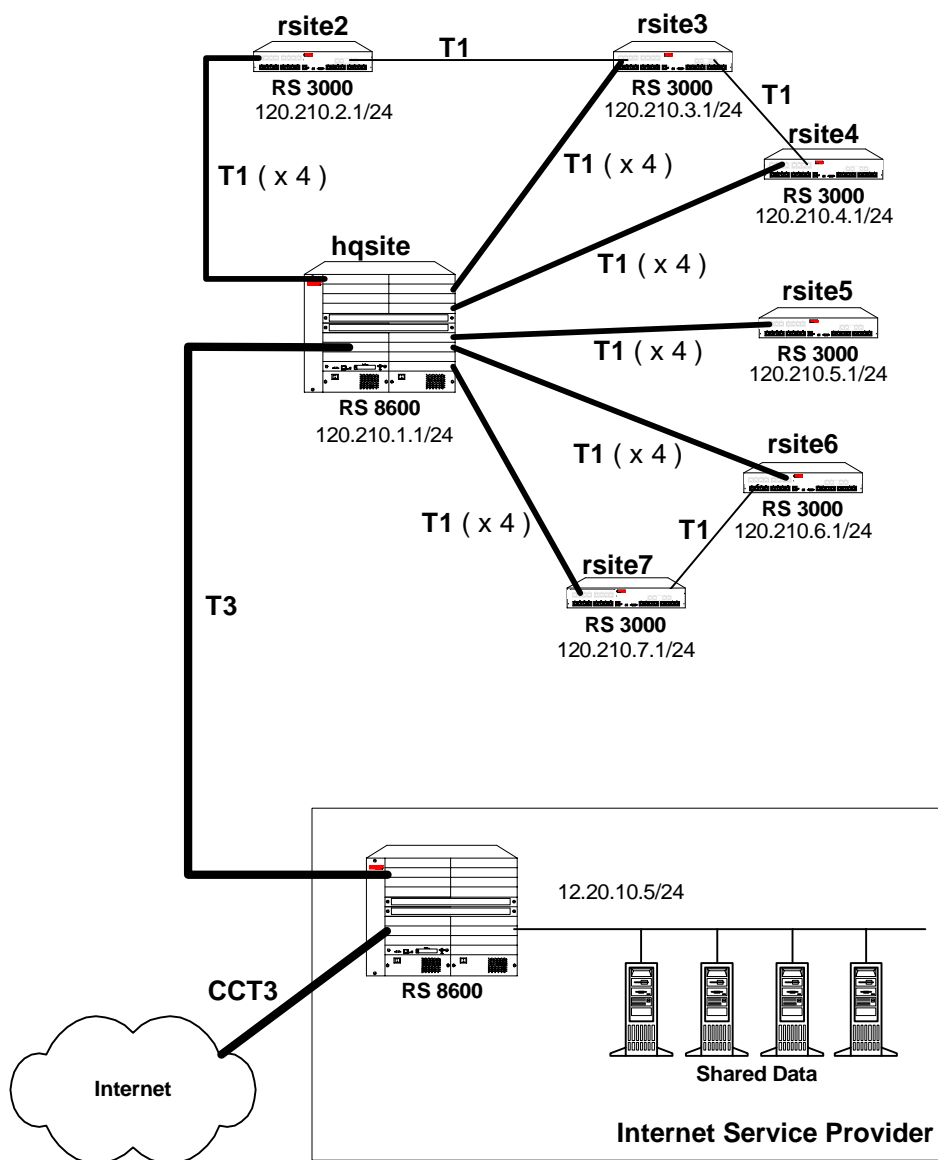 rsite2
rsite3
T1
RS 3000
120.210.2.1/24
RS 3000
120.210.3.1/24
T1
rsite4
T1 ( x 4 )
T1 ( x 4 )
RS 3000
120.210.4.1/24
hqsite
T1 ( x 4 )
rsite5
T1 ( x 4 )
RS 3000
120.210.5.1/24
RS 8600
120.210.1.1/24
T1 ( x 4 )
rsite6
RS 3000
120.210.6.1/24
T1 ( x 4 )
T1
rsite7
T3
RS 3000
120.210.7.1/24
12.20.10.5/24
RS 8600
CCT3
Internet
Shared Data
Internet Service Provider